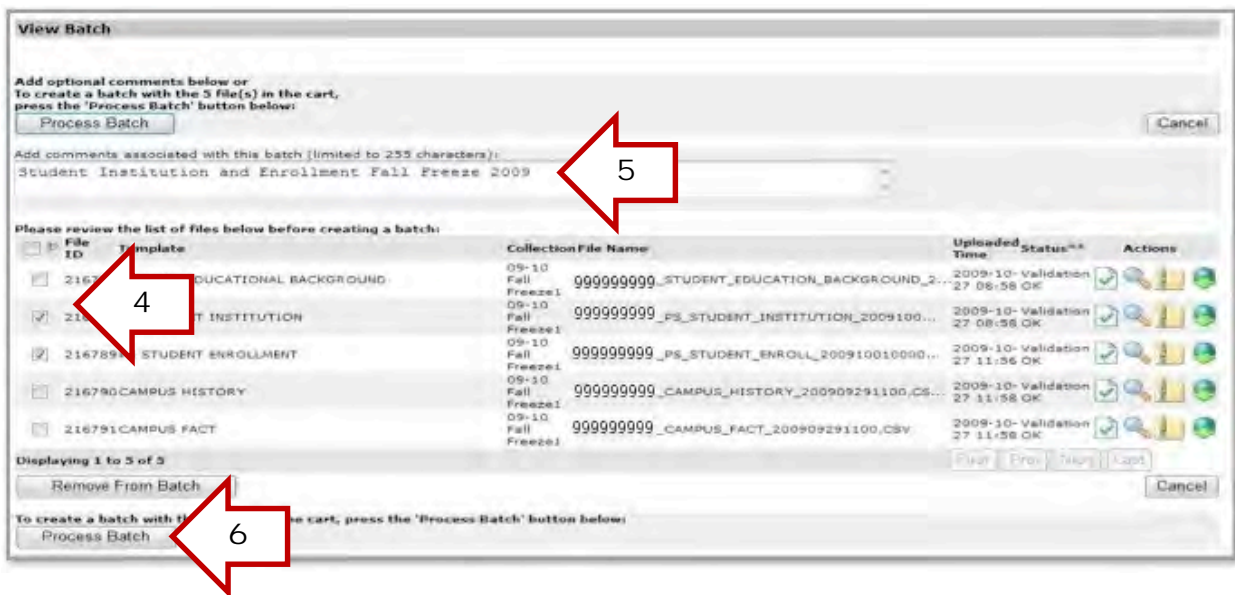 View Batch
Add optional comments below or
To create a batch with the 5 file(s) in the cart,
press the 'Process Batch' button below:
Process Batch
Cancel
Add comments associated with this batch (limited to 255 characters):
Student Institution and Enrollment Fall Freeze 2009
5
Please review the list of files below before creating a batch:
File ID Template Collection File Name Uploaded Time Status** Actions
EDUCATIONAL BACKGROUND 09-10 Fall Freeze1 999999999_STUDENT_EDUCATION_BACKGROUND_2... 2009-10-27 08:58 Validation OK
4
INSTITUTION 09-10 Fall Freeze1 999999999_PS_STUDENT_INSTITUTION_2009100... 2009-10-27 08:58 Validation OK
216789 STUDENT ENROLLMENT 09-10 Fall Freeze1 999999999_PS_STUDENT_ENROLL_200910010000... 2009-10-27 11:56 Validation OK
216790 CAMPUS HISTORY 09-10 Fall Freeze1 999999999_CAMPUS_HISTORY_200909291100.CS... 2009-10-27 11:58 Validation OK
216791 CAMPUS FACT 09-10 Fall Freeze1 999999999_CAMPUS_FACT_200909291100.CSV 2009-10-27 11:58 Validation OK
Displaying 1 to 5 of 5
First Prev Next Last
Remove From Batch
Cancel
To create a batch with the cart, press the 'Process Batch' button below:
Process Batch
6